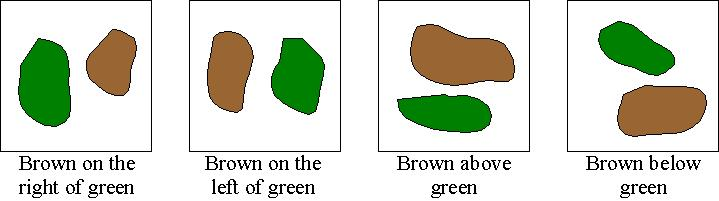 Brown on the
right of green
Brown on the
left of green
Brown above
green
Brown below
green